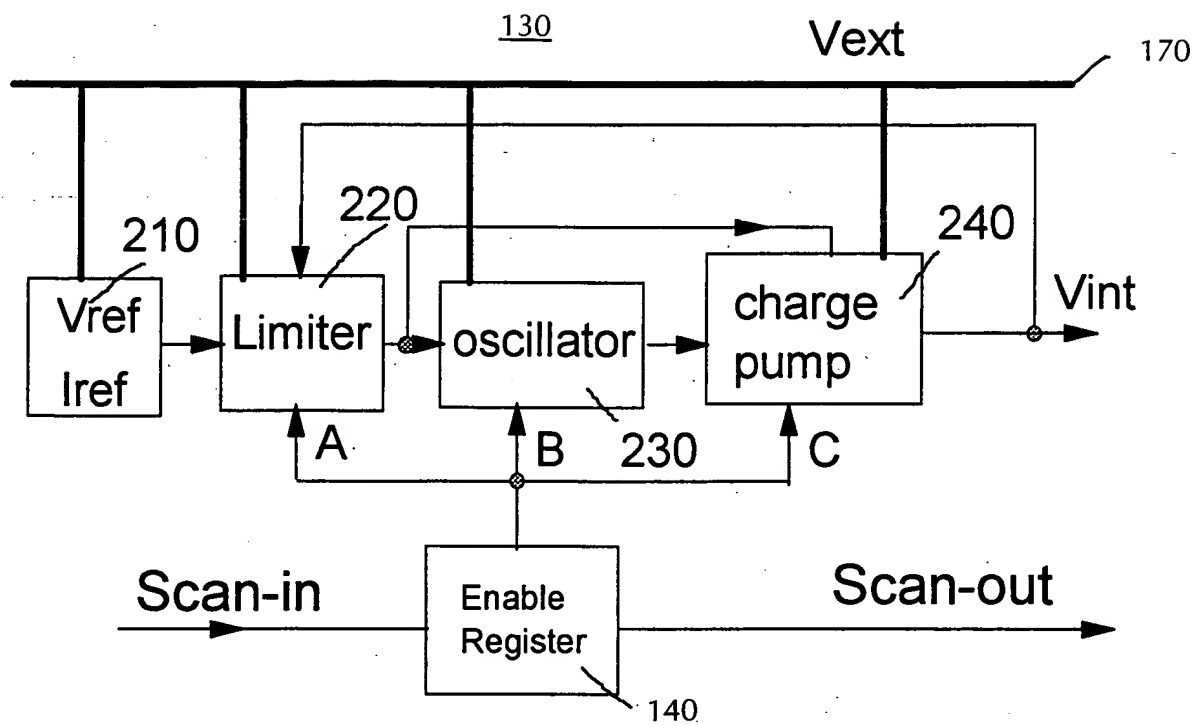 130
Vext
170
210
220
240
Vref
Iref
Limiter
oscillator
charge
pump
Vint
A
B
230
C
Scan-in
Enable
Register
Scan-out
140